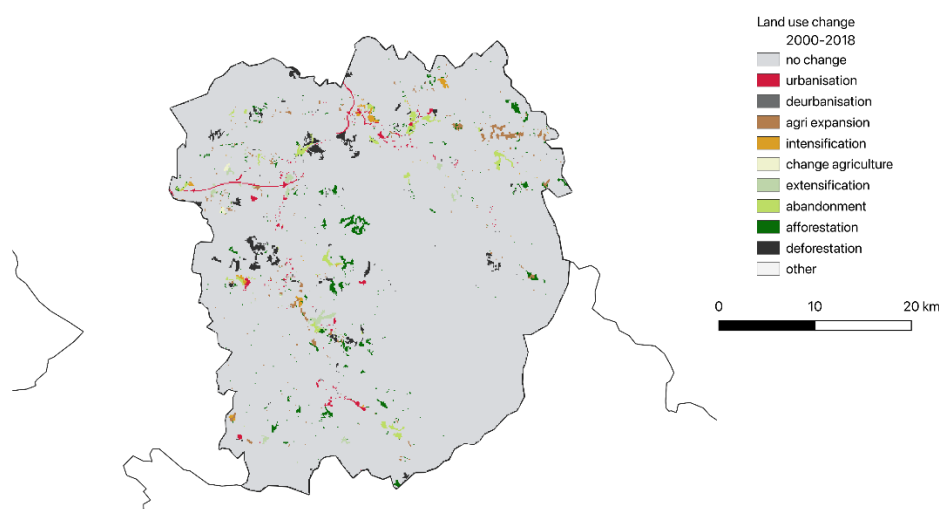 Land use change
2000-2018
no change
urbanisation
deurbanisation
agri expansion
intensification
change agriculture
extensification
abandonment
afforestation
deforestation
other
0 10 20 km